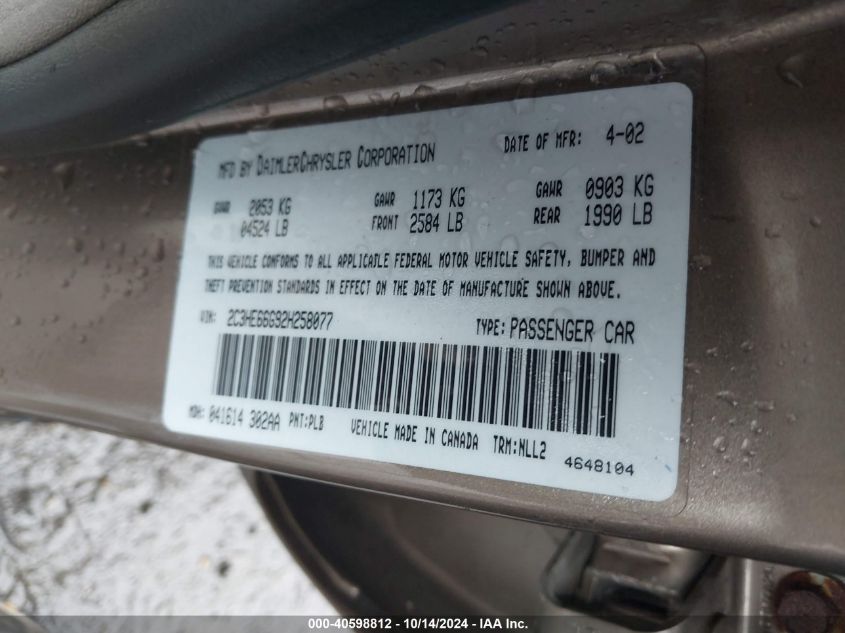 MFD BY DAIMLERCHRYSLER CORPORATION DATE OF MFR: 4-02
GVWR 2053 KG GAWR 1173 KG GAWR 0903 KG
04524 LB FRONT 2584 LB REAR 1990 LB
THIS VEHICLE CONFORMS TO ALL APPLICABLE FEDERAL MOTOR VEHICLE SAFETY, BUMPER AND
THEFT PREVENTION STANDARDS IN EFFECT ON THE DATE OF MANUFACTURE SHOWN ABOVE.
VIN: 2C3HE66G92H258077 TYPE: PASSENGER CAR
MDH: 041614 302AA PNT:PLB VEHICLE MADE IN CANADA TRM:NLL2
4648104
000-40598812 - 10/14/2024 - IAA Inc.